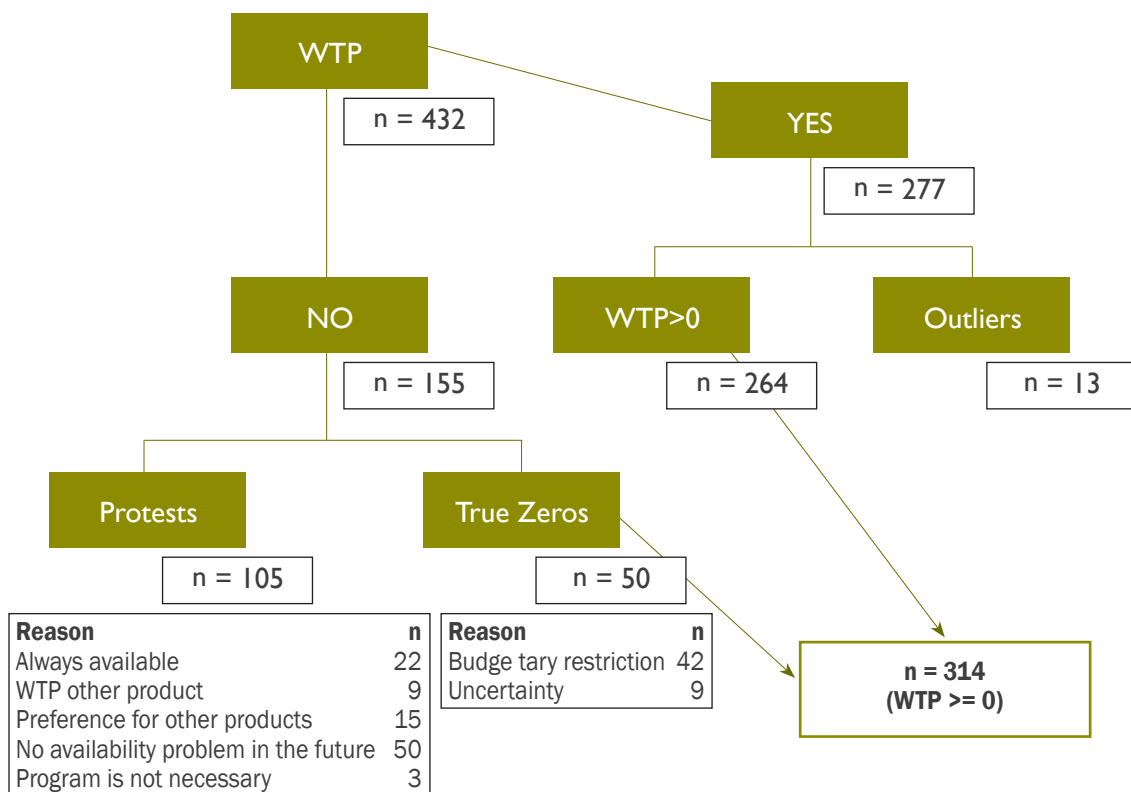 WTP
n = 432
YES
n = 277
NO
n = 155
WTP>0
n = 264
Outliers
n = 13
Protests
n = 105
True Zeros
n = 50
Reason n
Always available 22
WTP other product 9
Preference for other products 15
No availability problem in the future 50
Program is not necessary 3
Reason n
Budge tary restriction 42
Uncertainty 9
n = 314
(WTP >= 0)